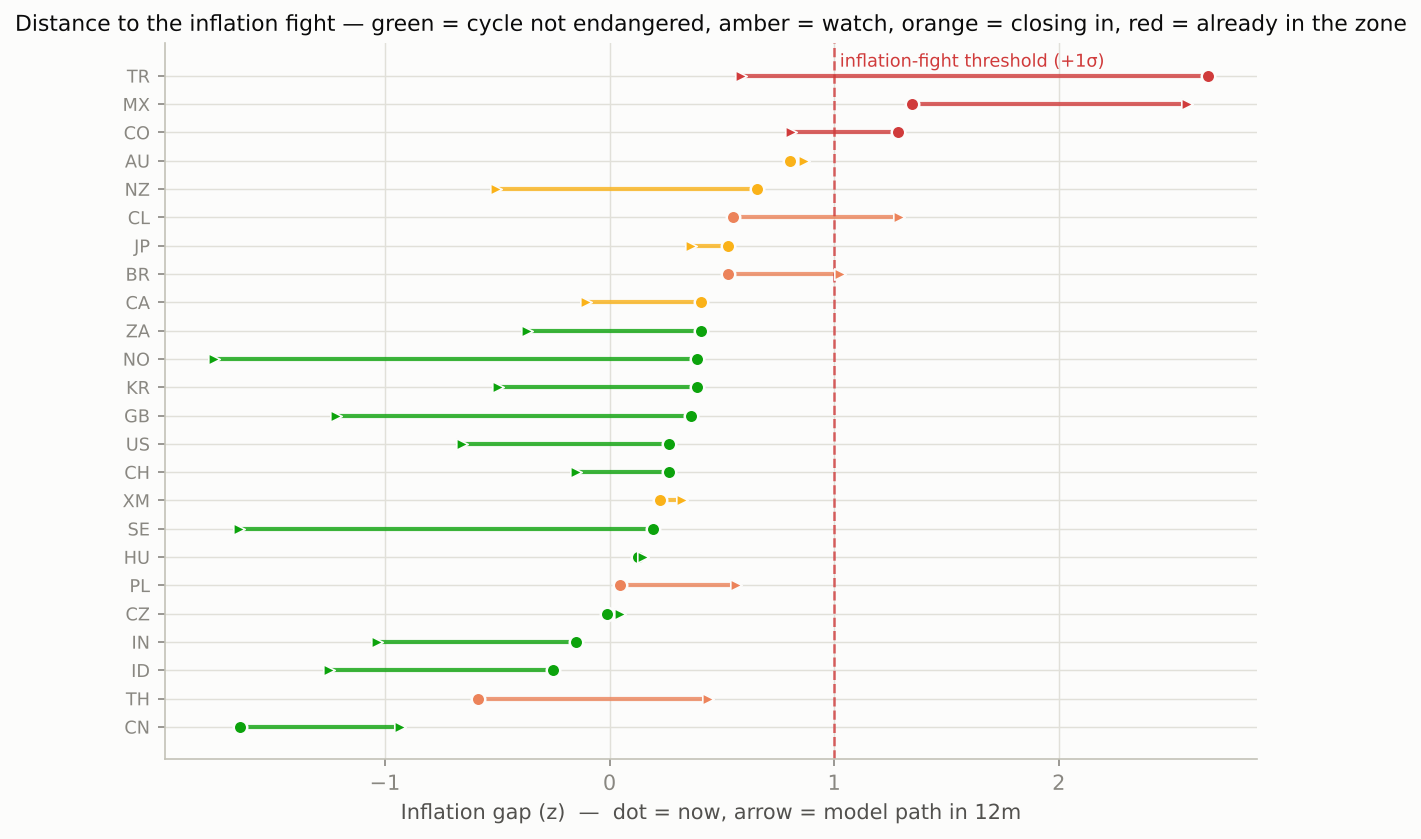 Distance to the inflation fight — green = cycle not endangered, amber = watch, orange = closing in, red = already in the zone
inflation-fight threshold (+1σ)
TR
MX
CO
AU
NZ
CL
JP
BR
CA
ZA
NO
KR
GB
US
CH
XM
SE
HU
PL
CZ
IN
ID
TH
CN
−1 0 1 2
Inflation gap (z) — dot = now, arrow = model path in 12m